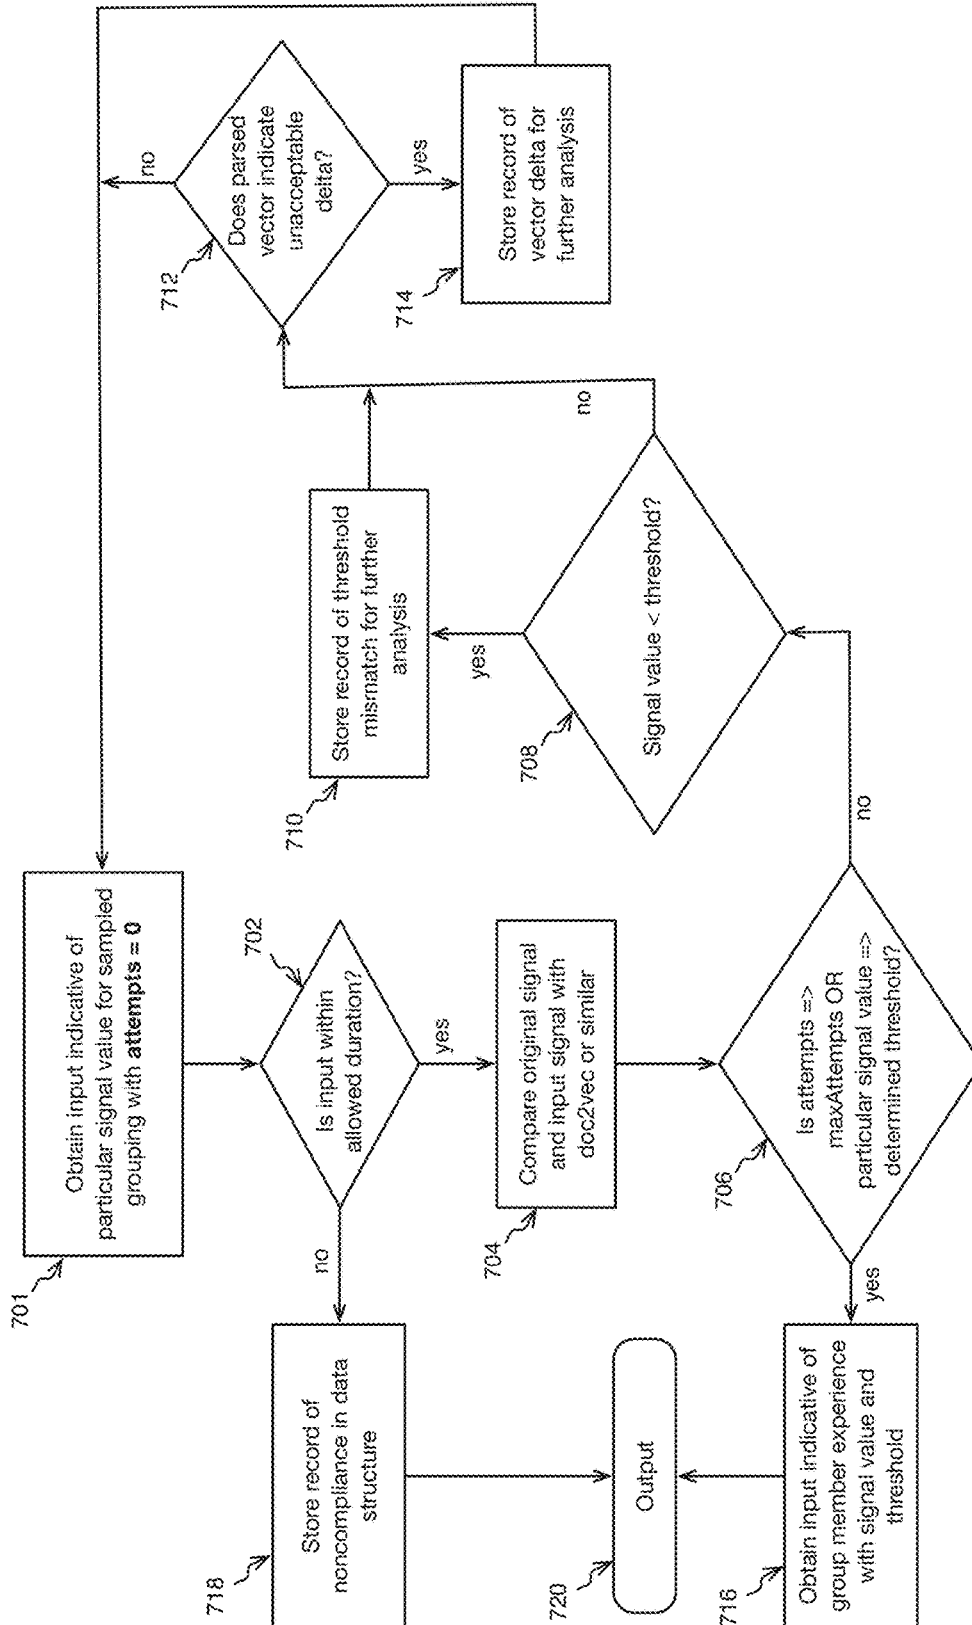 701
Obtain input indicative of
particular signal value for sampled
grouping with attempts = 0
702
Is input within
allowed duration?
no
yes
718
Store record of
noncompliance in data
structure
704
Compare original signal
and input signal with
doc2vec or similar
706
Is attempts =>
maxAttempts OR
particular signal value =>
determined threshold?
yes
no
716
Obtain input indicative of
group member experience
with signal value and
threshold
720
Output
708
Signal value < threshold?
yes
no
710
Store record of threshold
mismatch for further
analysis
712
Does parsed
vector indicate
unacceptable
delta?
no
yes
714
Store record of
vector delta for
further analysis